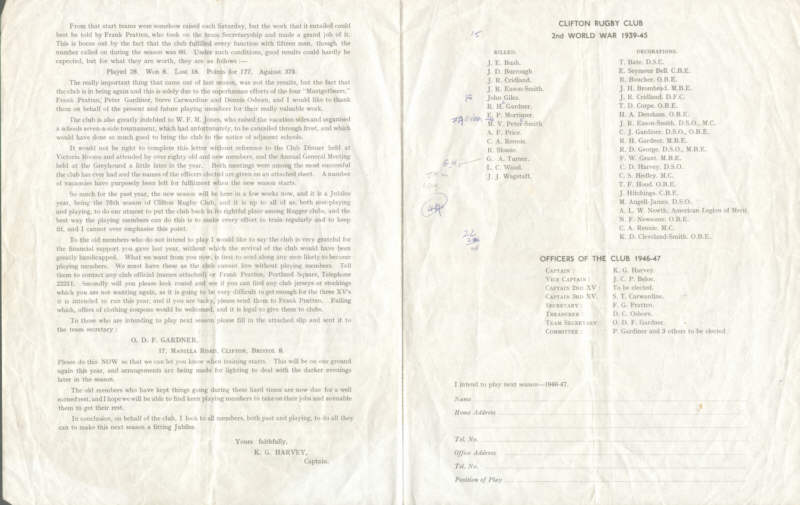 From that start teams were somehow raised each Saturday, but the work that it entailed could
best be told by Frank Pratten, who took on the team Secretaryship and made a grand job of it.
This is borne out by the fact that the club fulfilled every function with fifteen men, though, the
number called on during the season was 60. Under such conditions, good results could hardly be
expected, but for what they are worth, they are as follows :—
Played 28. Won 8. Lost 18. Points for 177. Against 373.
The really important thing that came out of last season, was not the results, but the fact that
the club is in being again and this is solely due to the superhuman efforts of the four "Mustgetbeers,"
Frank Pratten, Peter Gardiner, Steve Carwardine and Dennis Osborn, and I would like to thank
them on behalf of the present and future playing members for their really valuable work.
The club is also greatly indebted to W. F. M. Jones, who raised the vacation sides and organised
a schools seven-a-side tournament, which had unfortunately, to be cancelled through frost, and which
would have done so much good to bring the club to the notice of adjacent schools.
It would not be right to complete this letter without reference to the Club Dinner held at
Victoria Rooms and attended by over eighty old and new members, and the Annual General Meeting
held at the Greyhound a little later in the year. Both meetings were among the most successful
the club has ever had and the names of the officers elected are given on an attached sheet. A number
of vacancies have purposely been left for fulfilment when the new season starts.
So much for the past year, the new season will be here in a few weeks now, and it is a Jubilee
year, being the 75th season of Clifton Rugby Club, and it is up to all of us, both non-playing
and playing, to do our utmost to put the club back in its rightful place among Rugger clubs, and the
best way the playing members can do this is to make every effort to train regularly and to keep
fit, and I cannot over emphasise this point.
To the old members who do not intend to play I would like to say the club is very grateful for
the financial support you gave last year, without which the revival of the club would have been
greatly handicapped. What we want from you now, is first to send along any men likely to become
playing members. We must have these as the club cannot live without playing members. Tell
them to contact any club official (names attached) or Frank Pratten, Portland Square, Telephone
22331. Secondly will you please look round and see if you can find any club jerseys or stockings
which you are not wanting again, as it is going to be very difficult to get enough for the three XV's
it is intended to run this year, and if you are lucky, please send them to Frank Pratten. Failing
which, offers of clothing coupons would be welcomed, and it is legal to give them to clubs.
To those who are intending to play next season please fill in the attached slip and sent it to
the team secretary :
O. D. F. GARDNER,
17, MANILLA ROAD, CLIFTON, BRISTOL 8.
Please do this NOW so that we can let you know when training starts. This will be on our ground
again this year, and arrangements are being made for lighting to deal with the darker evenings
later in the season.
The old members who have kept things going during these hard times are now due for a well
earned rest, and I hope we will be able to find keen playing members to take on their jobs and so enable
them to get their rest.
In conclusion, on behalf of the club, I look to all members, both past and playing, to do all they
can to make this next season a fitting Jubilee.
Yours faithfully,
K. G. HARVEY,
Captain.
CLIFTON RUGBY CLUB
2nd WORLD WAR 1939-45
KILLED.
J. E. Bush.
J. D. Burrough
J. R. Cridland.
J. R. Eason-Smith.
John Giles.
R. H. Gardner.
E. F. Mortimer.
B. V. Peter-Smith
A. F. Price.
C. A. Rennie.
R. Sloane.
G. A. Turner.
L. C. Wood.
J. J. Wagstaff.
DECORATIONS.
T. Bate. D.S.E.
E. Seymour Bell. C.B.E.
R. Boucher. O.B.E.
J. H. Bromhead. M.B.E.
J. R. Cridland. D.F.C.
T. D. Corpe. O.B.E.
H. A. Densham. O.B.E.
J. R. Eason-Smith. D.S.O., M.C.
C. J. Gardner. D.S.O., O.B.E.
R. H. Gardner. M.B.E.
R. D. George. D.S.O., M.B.E.
F. W. Grant. M.B.E.
C. D. Harvey. D.S.O.
C. S. Hedley. M.C.
T. F. Hood. O.B.E.
J. Hitchings. C.B.E.
M. Angell-James. D.S.O.
A. L. W. North; American Legion of Merit.
N. F. Newsome. O.B.E.
C. A. Rennie. M.C.
K. D. Cleveland-Smith. O.B.E.
OFFICERS OF THE CLUB 1946-47
CAPTAIN : K. G. Harvey.
VICE CAPTAIN : J. C. P. Belos.
CAPTAIN 2ND XV : To be elected.
CAPTAIN 3RD XV. S. T. Carwardine.
SECRETARY : F. G. Pratten.
TREASURER D. C. Osborn.
TEAM SECRETARY O. D. F. Gardner.
COMMITTEE : P. Gardiner and 3 others to be elected.
I intend to play next season—1946-47.
Name
Home Address
Tel. No.
Office Address
Tel. No.
Position of Play